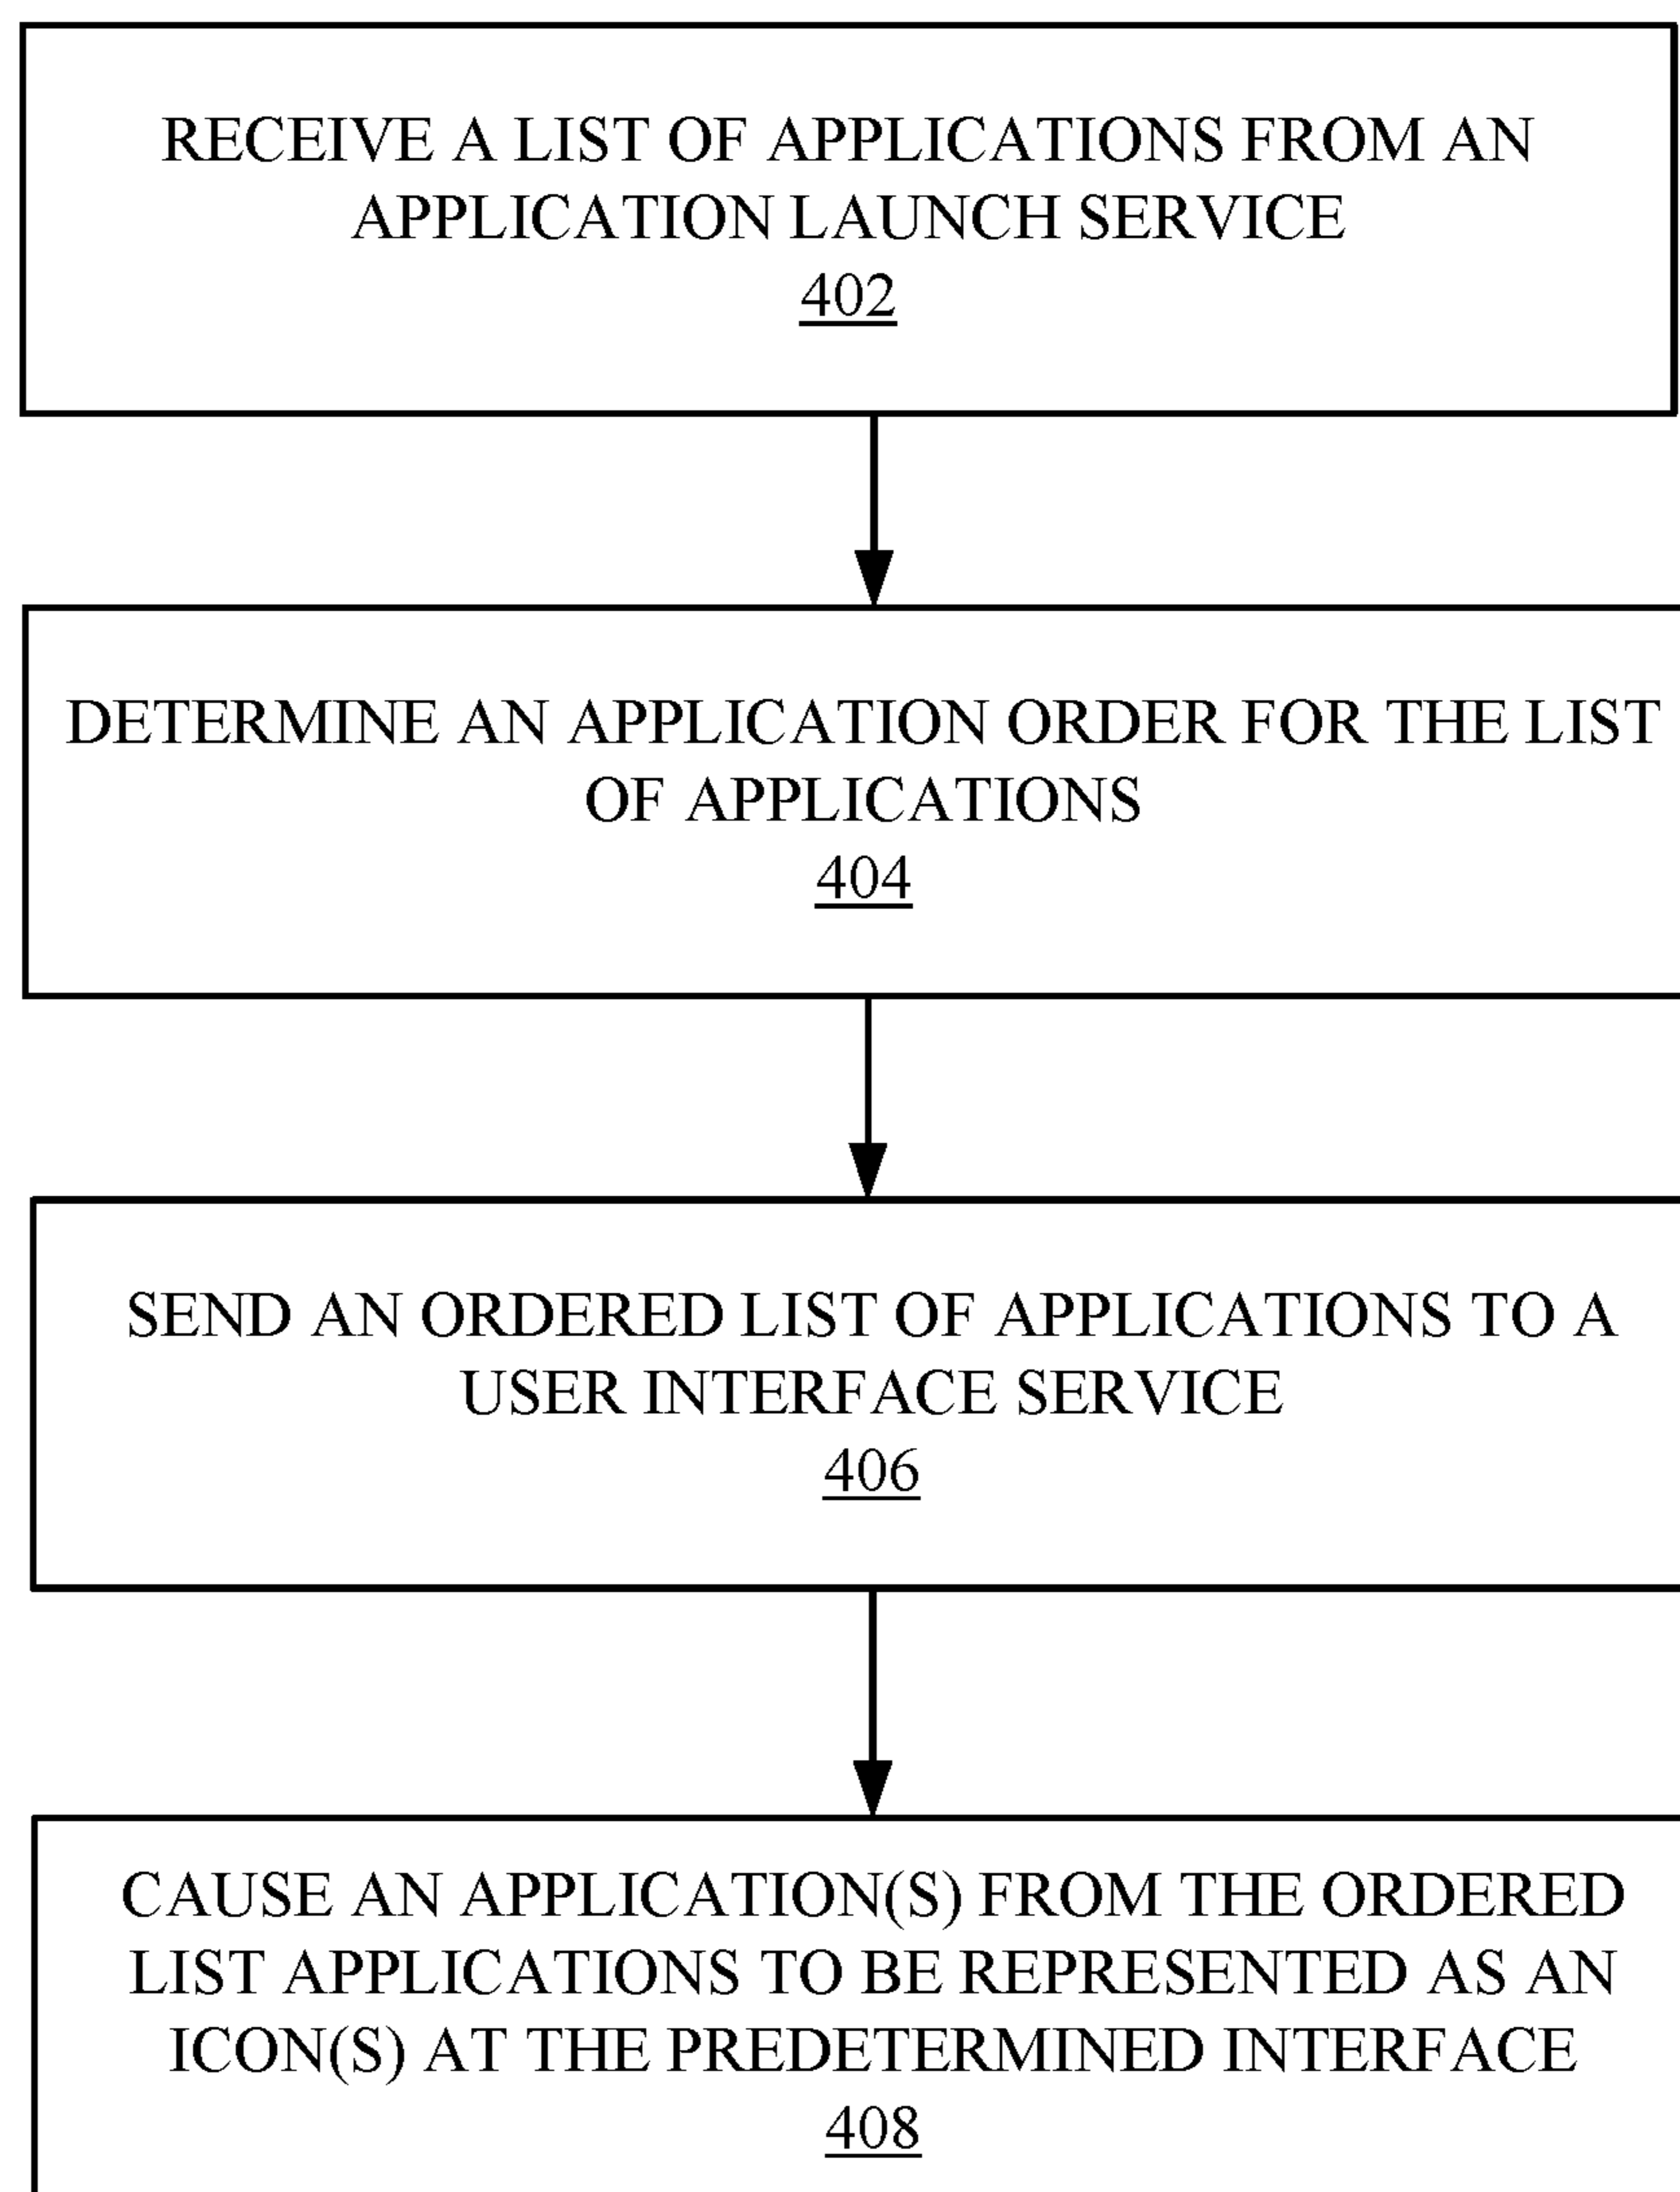 RECEIVE A LIST OF APPLICATIONS FROM AN
APPLICATION LAUNCH SERVICE
402
DETERMINE AN APPLICATION ORDER FOR THE LIST
OF APPLICATIONS
404
SEND AN ORDERED LIST OF APPLICATIONS TO A
USER INTERFACE SERVICE
406
CAUSE AN APPLICATION(S) FROM THE ORDERED
LIST APPLICATIONS TO BE REPRESENTED AS AN
ICON(S) AT THE PREDETERMINED INTERFACE
408